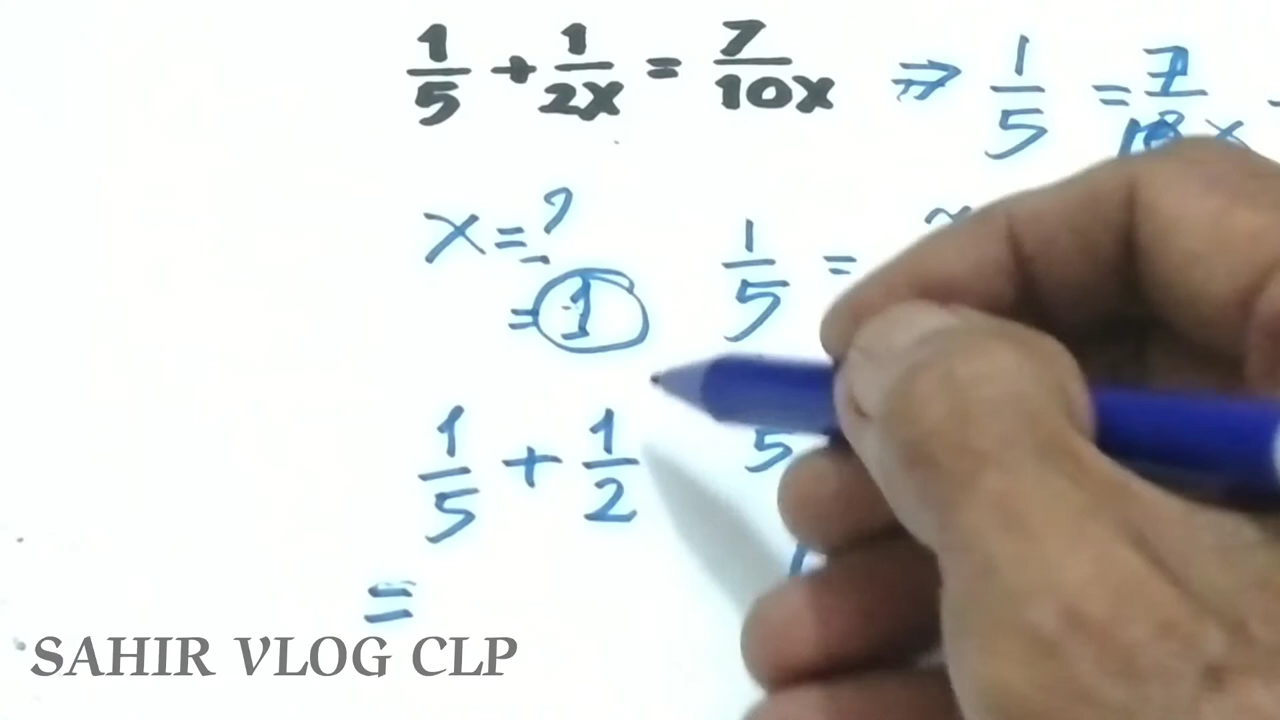 1/5 + 1/2x = 7/10x ⇒ 1/5 = 7/10x -
x = ?
= 1
1/5 =
1/5 + 1/2
5
=
SAHIR VLOG CLP